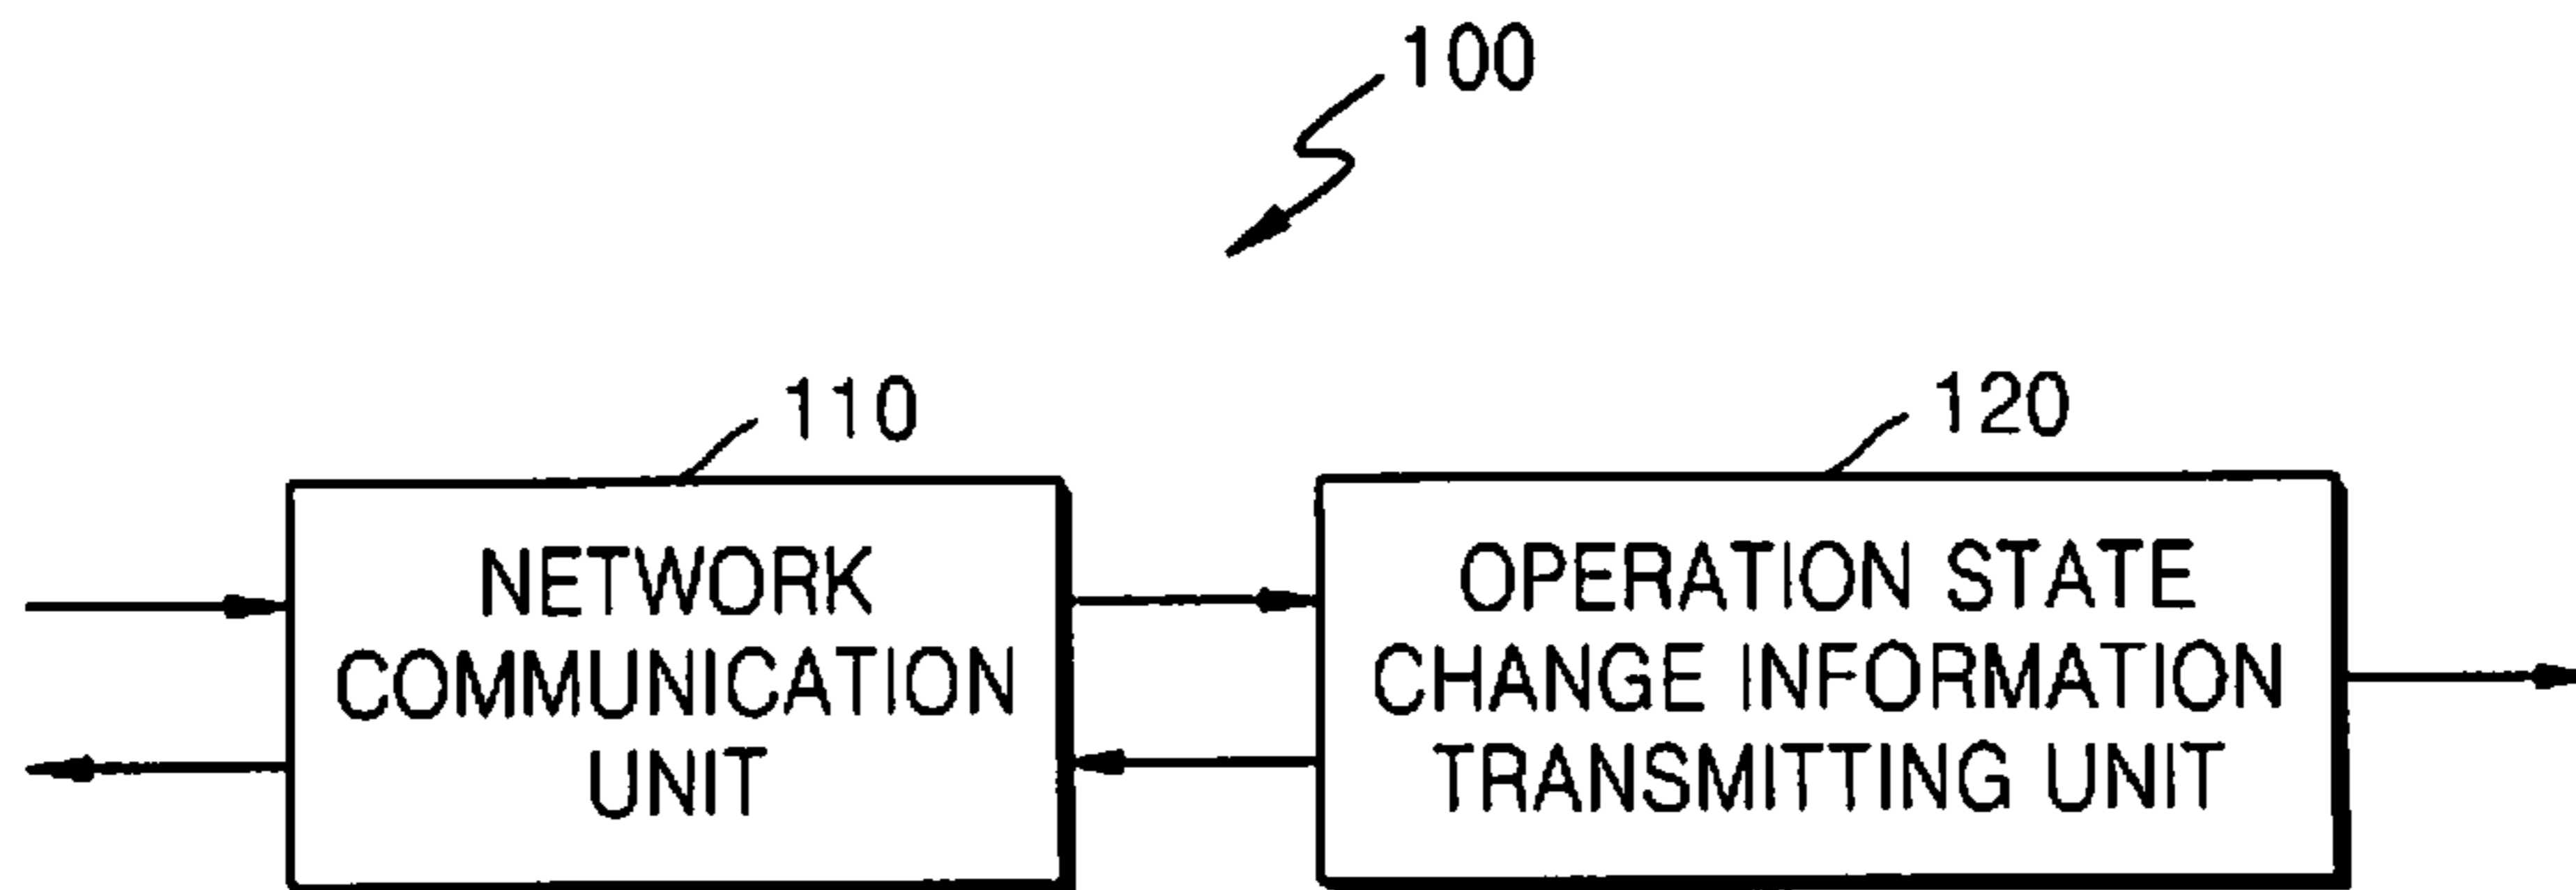 100
110
120
NETWORK
COMMUNICATION
UNIT
OPERATION STATE
CHANGE INFORMATION
TRANSMITTING UNIT